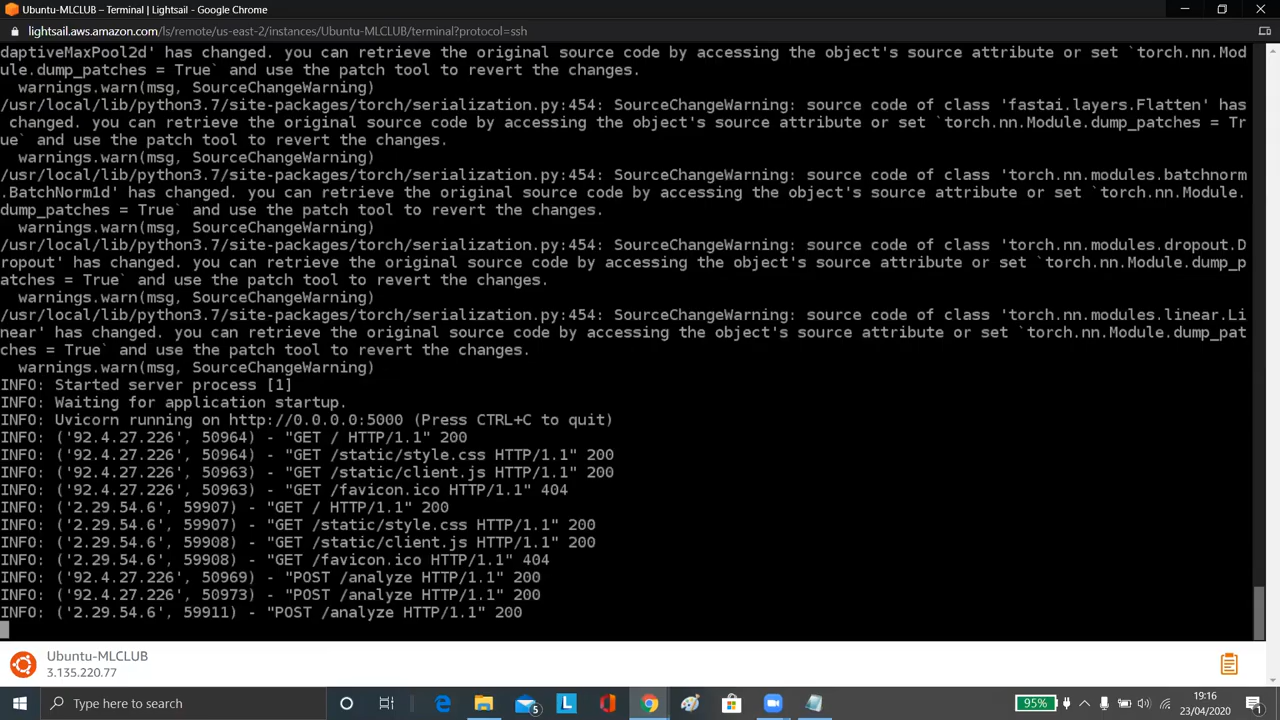 Ubuntu-MLCLUB – Terminal | Lightsail - Google Chrome
lightsail.aws.amazon.com/ls/remote/us-east-2/instances/Ubuntu-MLCLUB/terminal?protocol=ssh
daptiveMaxPool2d' has changed. you can retrieve the original source code by accessing the object's source attribute or set `torch.nn.Mod
ule.dump_patches = True` and use the patch tool to revert the changes.
warnings.warn(msg, SourceChangeWarning)
/usr/local/lib/python3.7/site-packages/torch/serialization.py:454: SourceChangeWarning: source code of class 'fastai.layers.Flatten' has
changed. you can retrieve the original source code by accessing the object's source attribute or set `torch.nn.Module.dump_patches = Tr
ue` and use the patch tool to revert the changes.
warnings.warn(msg, SourceChangeWarning)
/usr/local/lib/python3.7/site-packages/torch/serialization.py:454: SourceChangeWarning: source code of class 'torch.nn.modules.batchnorm
.BatchNorm1d' has changed. you can retrieve the original source code by accessing the object's source attribute or set `torch.nn.Module.
dump_patches = True` and use the patch tool to revert the changes.
warnings.warn(msg, SourceChangeWarning)
/usr/local/lib/python3.7/site-packages/torch/serialization.py:454: SourceChangeWarning: source code of class 'torch.nn.modules.dropout.D
ropout' has changed. you can retrieve the original source code by accessing the object's source attribute or set `torch.nn.Module.dump_p
atches = True` and use the patch tool to revert the changes.
warnings.warn(msg, SourceChangeWarning)
/usr/local/lib/python3.7/site-packages/torch/serialization.py:454: SourceChangeWarning: source code of class 'torch.nn.modules.linear.Li
near' has changed. you can retrieve the original source code by accessing the object's source attribute or set `torch.nn.Module.dump_pat
ches = True` and use the patch tool to revert the changes.
warnings.warn(msg, SourceChangeWarning)
INFO: Started server process [1]
INFO: Waiting for application startup.
INFO: Uvicorn running on http://0.0.0.0:5000 (Press CTRL+C to quit)
INFO: ('92.4.27.226', 50964) - "GET / HTTP/1.1" 200
INFO: ('92.4.27.226', 50964) - "GET /static/style.css HTTP/1.1" 200
INFO: ('92.4.27.226', 50963) - "GET /static/client.js HTTP/1.1" 200
INFO: ('92.4.27.226', 50963) - "GET /favicon.ico HTTP/1.1" 404
INFO: ('2.29.54.6', 59907) - "GET / HTTP/1.1" 200
INFO: ('2.29.54.6', 59907) - "GET /static/style.css HTTP/1.1" 200
INFO: ('2.29.54.6', 59908) - "GET /static/client.js HTTP/1.1" 200
INFO: ('2.29.54.6', 59908) - "GET /favicon.ico HTTP/1.1" 404
INFO: ('92.4.27.226', 50969) - "POST /analyze HTTP/1.1" 200
INFO: ('92.4.27.226', 50973) - "POST /analyze HTTP/1.1" 200
INFO: ('2.29.54.6', 59911) - "POST /analyze HTTP/1.1" 200
Ubuntu-MLCLUB
3.135.220.77
Type here to search
5
L
95%
19:16
23/04/2020
1